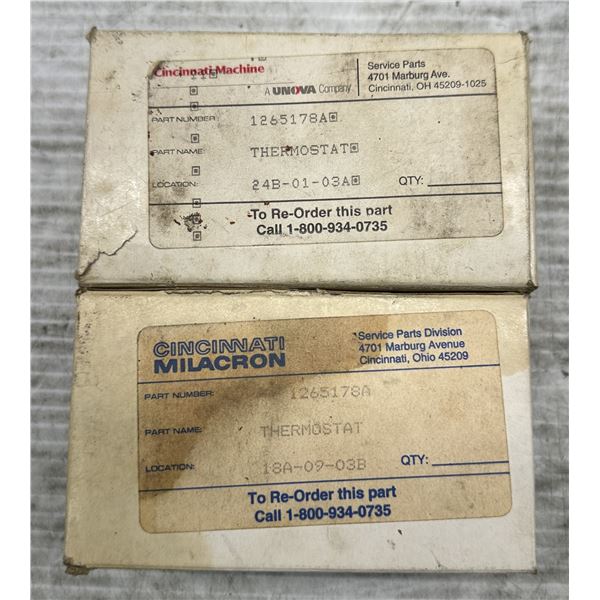 Cincinnati Machine
A UNOVA Company
Service Parts
4701 Marburg Ave.
Cincinnati, OH 45209-1025
PART NUMBER: 1265178A
PART NAME: THERMOSTAT
LOCATION: 24B-01-03A QTY:
To Re-Order this part
Call 1-800-934-0735
CINCINNATI
MILACRON
Service Parts Division
4701 Marburg Avenue
Cincinnati, Ohio 45209
PART NUMBER: 1265178A
PART NAME: THERMOSTAT
LOCATION: 18A-09-03B QTY:
To Re-Order this part
Call 1-800-934-0735